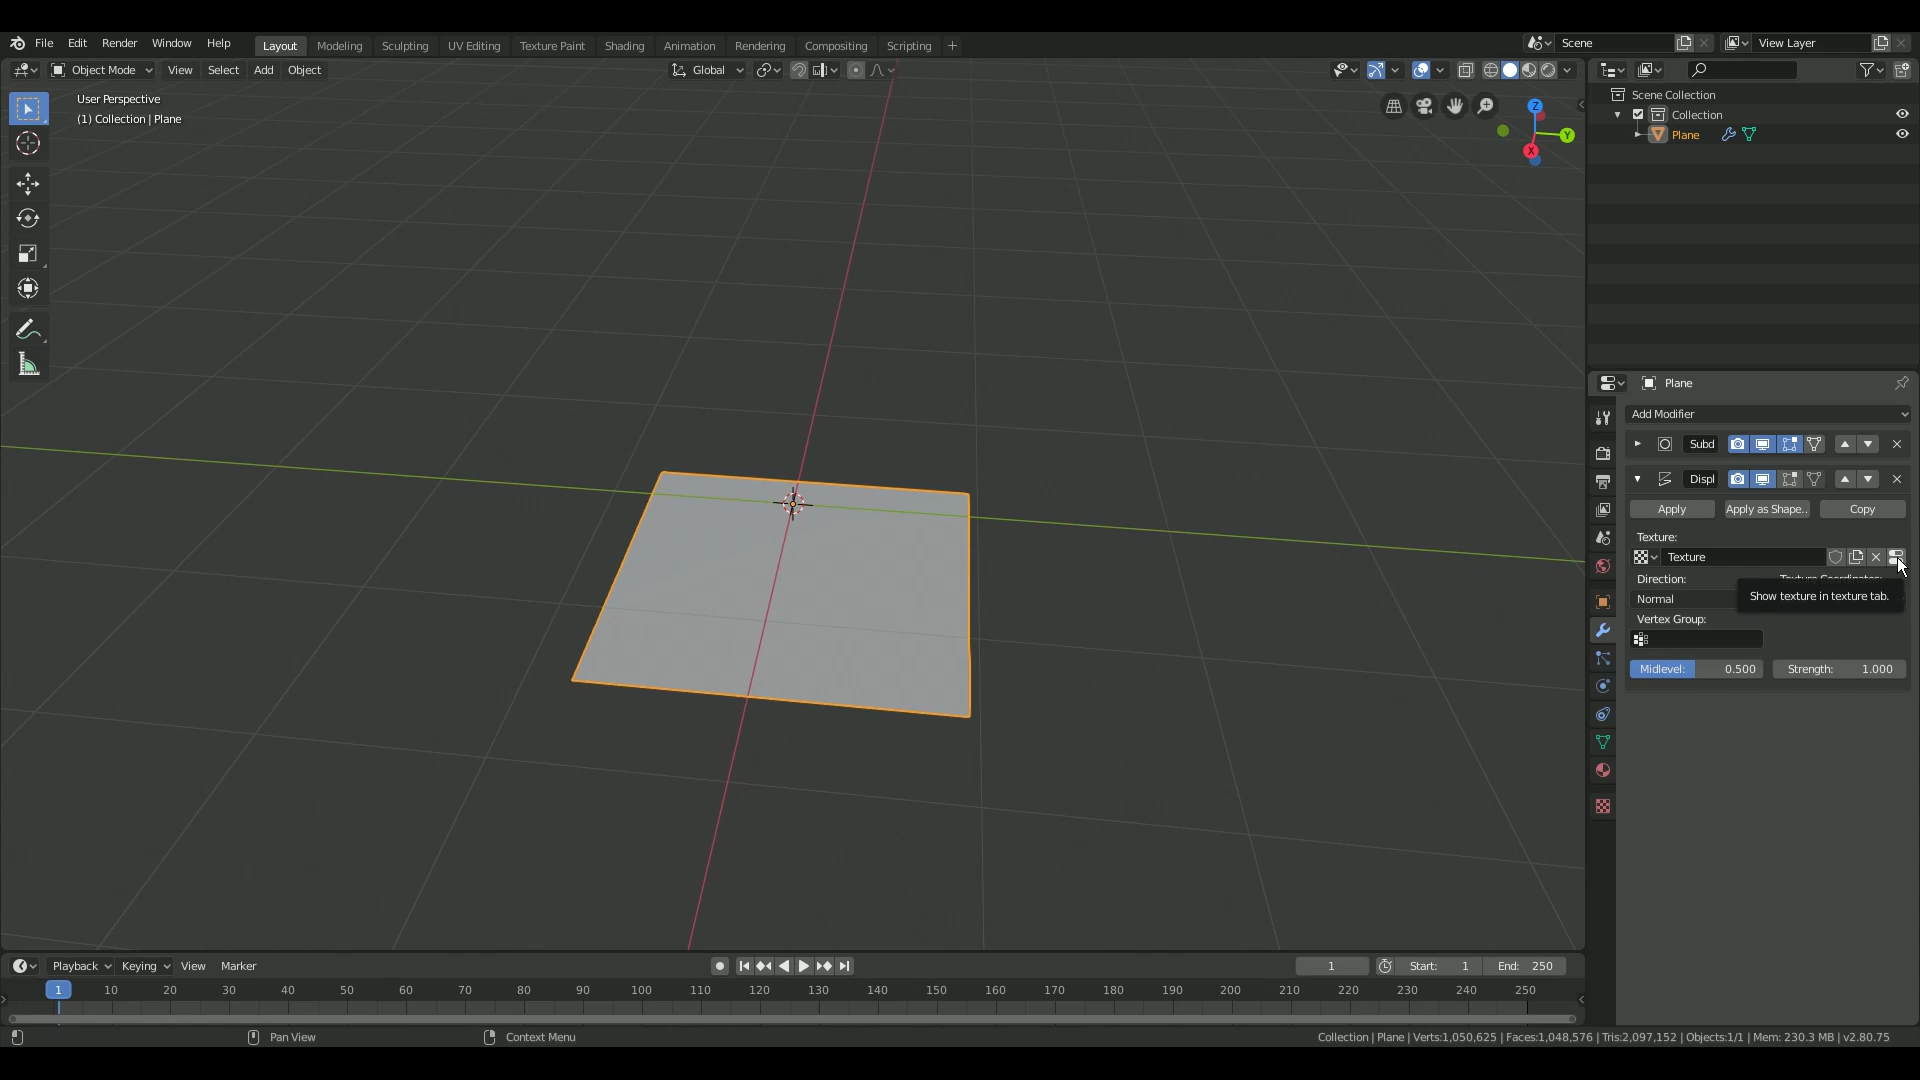 File Edit Render Window Help Layout Modeling Sculpting UV Editing Texture Paint Shading Animation Rendering Compositing Scripting + Scene View Layer
Object Mode View Select Add Object Global
User Perspective
(1) Collection | Plane
Z
Y
X
Scene Collection
Collection
Plane
Plane
Add Modifier
Subd
Displ
Apply Apply as Shape.. Copy
Texture:
Texture
Direction:
Show texture in texture tab.
Normal
Vertex Group:
Midlevel: 0.500 Strength: 1.000
Playback Keying View Marker 1 Start: 1 End: 250
1 10 20 30 40 50 60 70 80 90 100 110 120 130 140 150 160 170 180 190 200 210 220 230 240 250
Pan View Context Menu Collection | Plane | Verts:1,050,625 | Faces:1,048,576 | Tris:2,097,152 | Objects:1/1 | Mem: 230.3 MB | v2.80.75